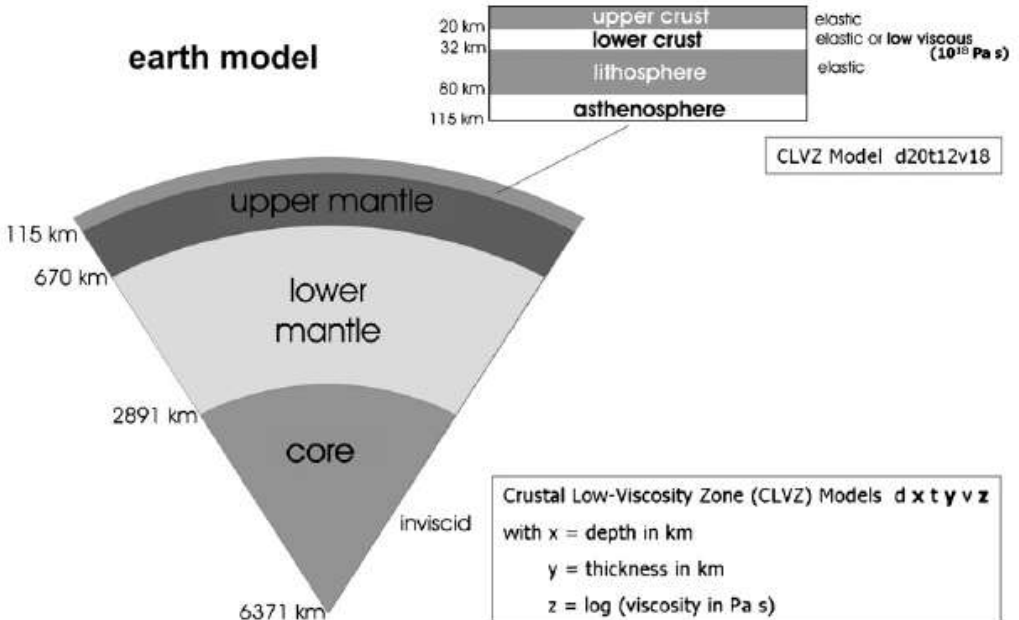 earth model
upper crust
elastic
20 km
lower crust
elastic or low viscous
(10¹⁸ Pa s)
32 km
lithosphere
elastic
80 km
asthenosphere
115 km
CLVZ Model d20t12v18
upper mantle
115 km
670 km
lower
mantle
2891 km
core
inviscid
6371 km
Crustal Low-Viscosity Zone (CLVZ) Models d x t y v z
with x = depth in km
y = thickness in km
z = log (viscosity in Pa s)